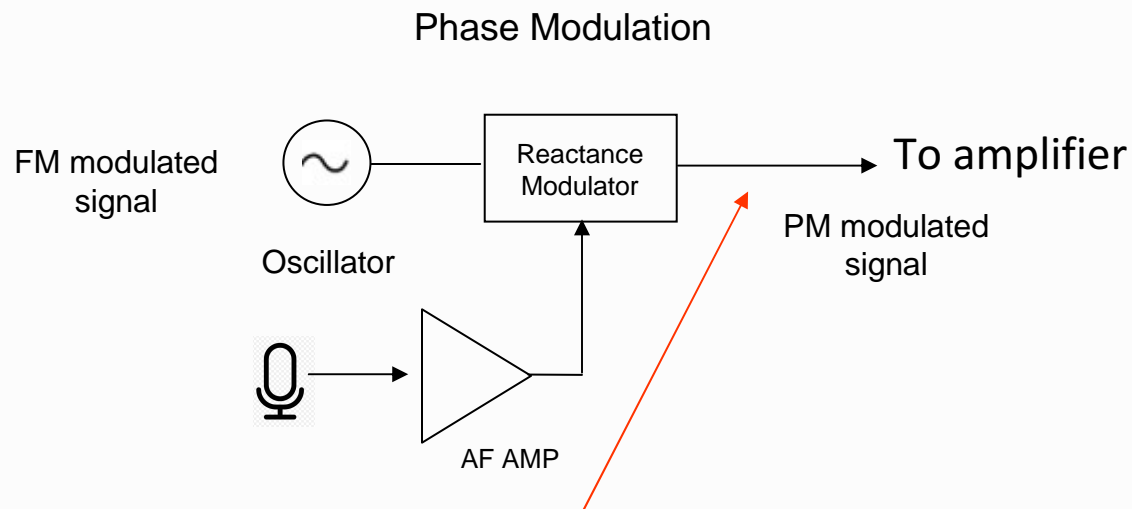 Phase Modulation
FM modulated
signal
Reactance
Modulator
To amplifier
PM modulated
signal
Oscillator
AF AMP